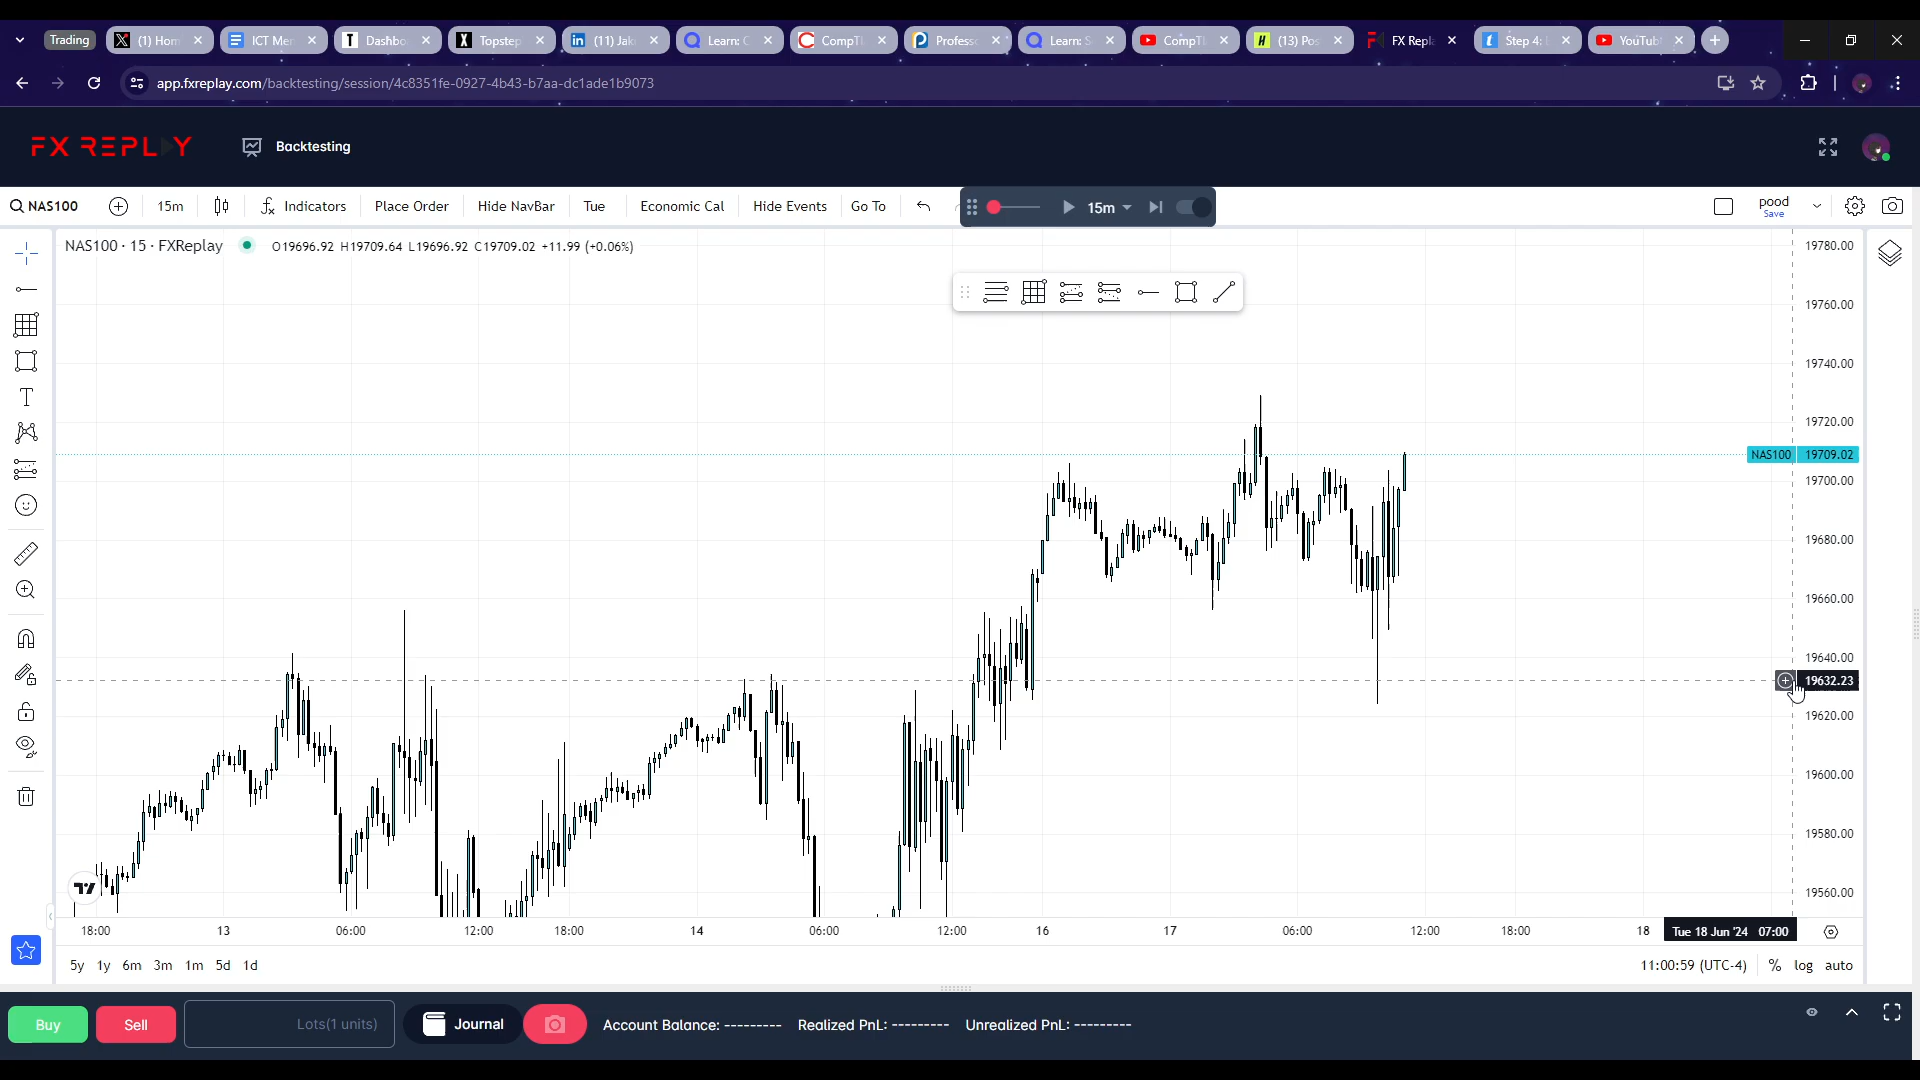 Trading
(1) Hom
ICT Mer
Dashbo
Topstep
(11) Jak
Learn: C
CompTI
Profess
Learn: S
CompT
(13) Pos
FX Repla
Step 4:
YouTub
app.fxreplay.com/backtesting/session/4c8351fe-0927-4b43-b7aa-dc1ade1b9073
FX REPLAY
Backtesting
NAS100
15m
Indicators
Place Order
Hide NavBar
Tue
Economic Cal
Hide Events
Go To
15m
pood
Save
NAS100 · 15 · FXReplay
O19696.92 H19709.64 L19696.92 C19709.02 +11.99 (+0.06%)
19780.00
19760.00
19740.00
19720.00
NAS100 19709.02
19700.00
19680.00
19660.00
19640.00
19632.23
19620.00
19600.00
19580.00
19560.00
18:00 13 06:00 12:00 18:00 14 06:00 12:00 16 17 06:00 12:00 18:00 18 Tue 18 Jun '24 07:00
5y 1y 6m 3m 1m 5d 1d
11:00:59 (UTC-4) % log auto
Buy
Sell
Lots(1 units)
Journal
Account Balance: ---------
Realized PnL: ---------
Unrealized PnL: ---------